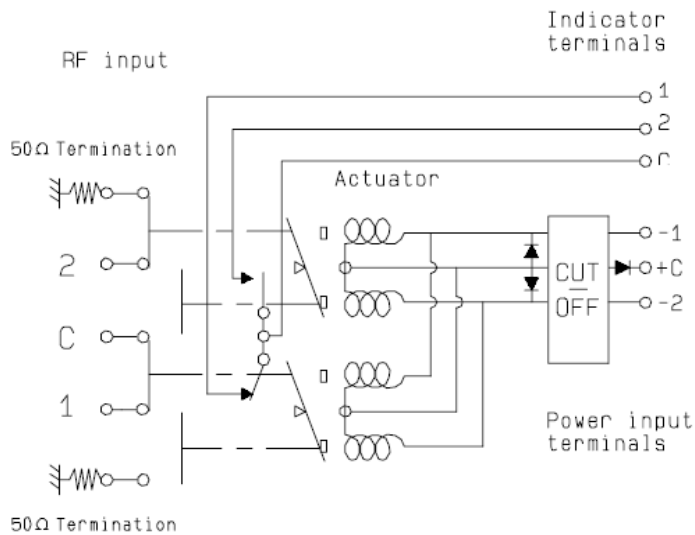 Indicator
terminals
RF input
1
2
50Ω Termination
Actuator
-1
2
CUT
OFF
+C
-2
C
1
Power input
terminals
50Ω Termination